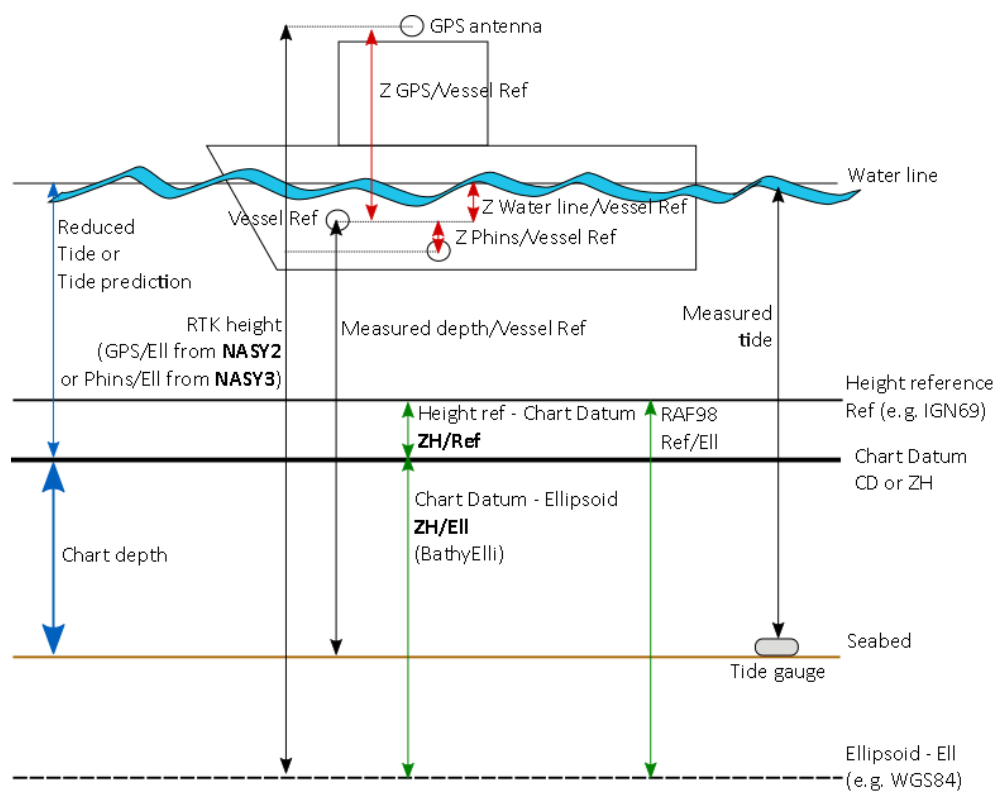 GPS antenna
Z GPS/Vessel Ref
Water line
Z Water line/Vessel Ref
Vessel Ref
Z Phins/Vessel Ref
Reduced
Tide or
Tide prediction
RTK height
(GPS/Ell from NASY2
or Phins/Ell from NASY3)
Measured depth/Vessel Ref
Measured
tide
Height reference
Ref (e.g. IGN69)
Height ref - Chart Datum
ZH/Ref
RAF98
Ref/Ell
Chart Datum
CD or ZH
Chart Datum - Ellipsoid
ZH/Ell
(BathyElli)
Chart depth
Seabed
Tide gauge
Ellipsoid - Ell
(e.g. WGS84)